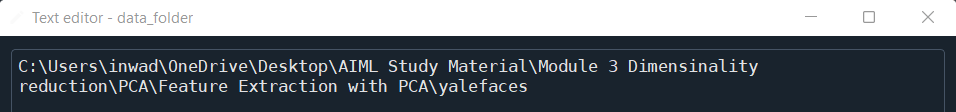 Text editor - data_folder
C:\Users\inwad\OneDrive\Desktop\AIML Study Material\Module 3 Dimensinality
reduction\PCA\Feature Extraction with PCA\yalefaces